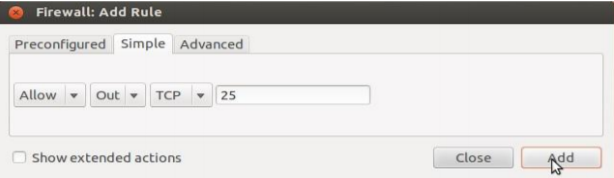 Firewall: Add Rule
Preconfigured Simple Advanced
Allow Out TCP 25
Show extended actions Close Add